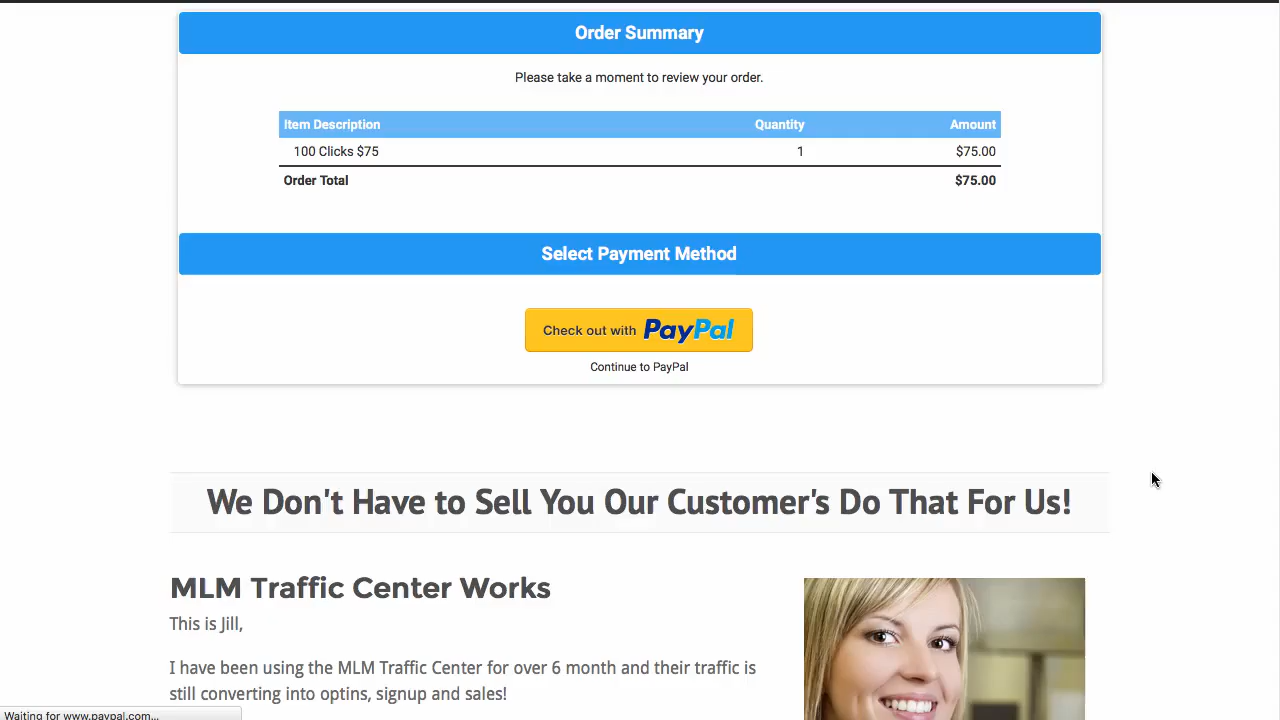 Order Summary
Please take a moment to review your order.
Item Description Quantity Amount
100 Clicks $75 1 $75.00
Order Total $75.00
Select Payment Method
Check out with PayPal
Continue to PayPal
We Don't Have to Sell You Our Customer's Do That For Us!
MLM Traffic Center Works
This is Jill,
I have been using the MLM Traffic Center for over 6 month and their traffic is
still converting into optins, signup and sales!
Waiting for www.paypal.com...